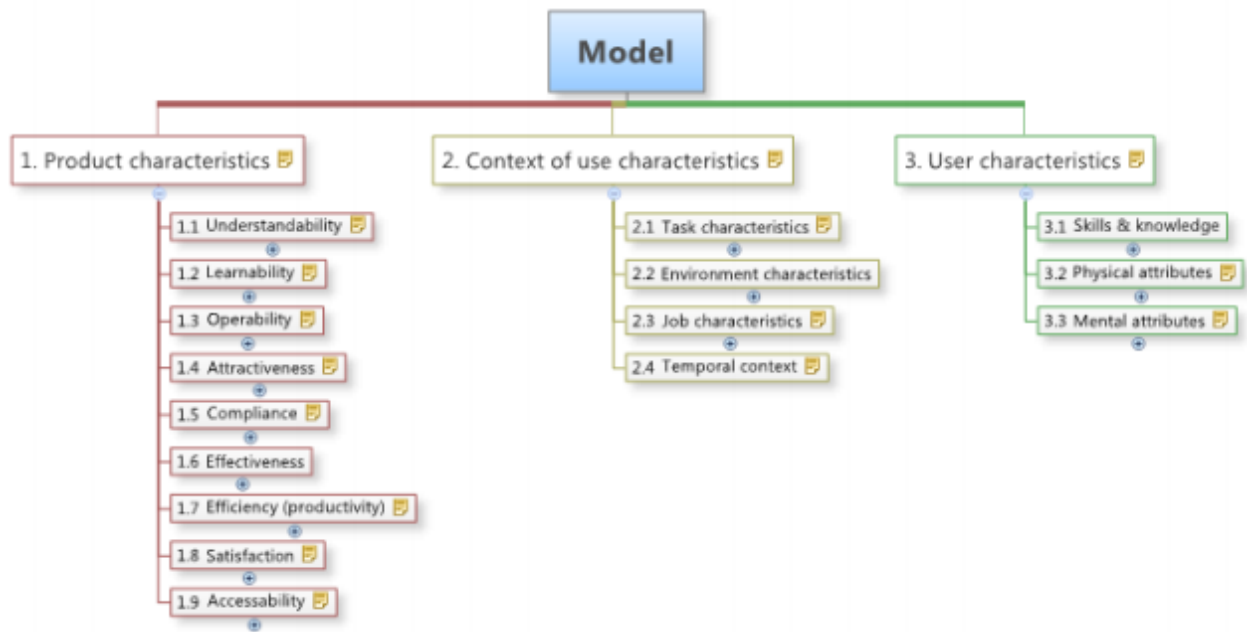 Model
1. Product characteristics
1.1 Understandability
1.2 Learnability
1.3 Operability
1.4 Attractiveness
1.5 Compliance
1.6 Effectiveness
1.7 Efficiency (productivity)
1.8 Satisfaction
1.9 Accessability
2. Context of use characteristics
2.1 Task characteristics
2.2 Environment characteristics
2.3 Job characteristics
2.4 Temporal context
3. User characteristics
3.1 Skills & knowledge
3.2 Physical attributes
3.3 Mental attributes